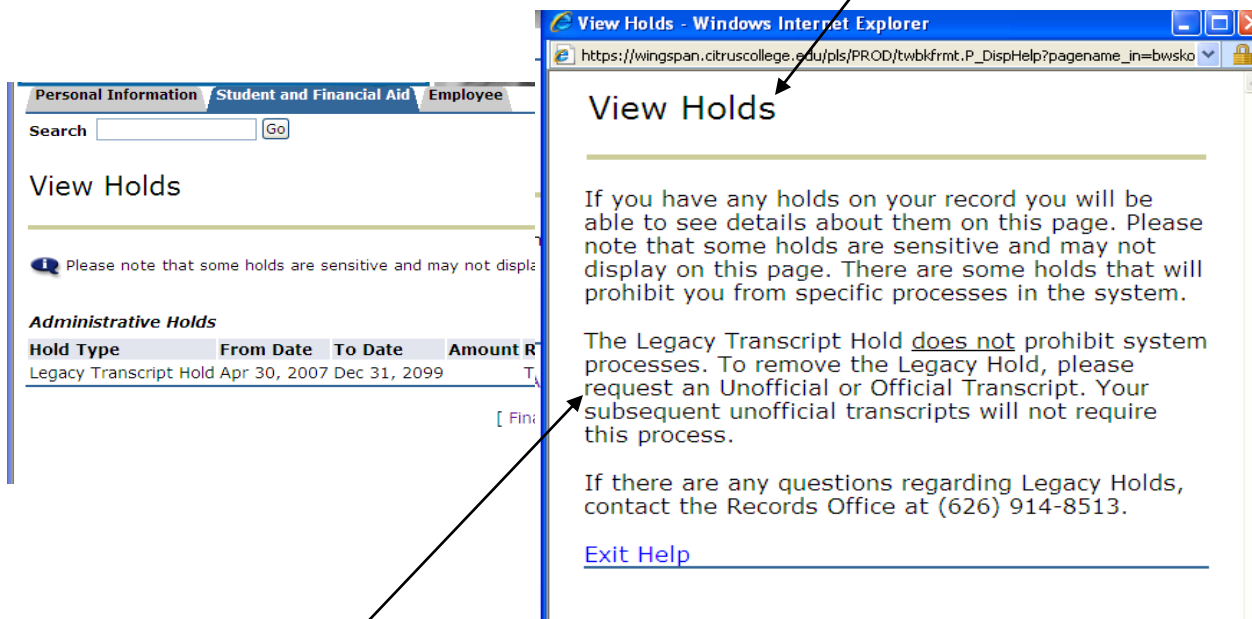 Personal Information Student and Financial Aid Employee
Search Go
View Holds
Please note that some holds are sensitive and may not
Administrative Holds
Hold Type From Date To Date Amount R
Legacy Transcript Hold Apr 30, 2007 Dec 31, 2099 T
[ Fina
View Holds - Windows Internet Explorer
https://wingspan.citruscollege.edu/pls/PROD/twbkfrmt.P_DispHelp?pagename_in=bwsko
View Holds
If you have any holds on your record you will be
able to see details about them on this page. Please
note that some holds are sensitive and may not
display on this page. There are some holds that will
prohibit you from specific processes in the system.
The Legacy Transcript Hold does not prohibit system
processes. To remove the Legacy Hold, please
request an Unofficial or Official Transcript. Your
subsequent unofficial transcripts will not require
this process.
If there are any questions regarding Legacy Holds,
contact the Records Office at (626) 914-8513.
Exit Help